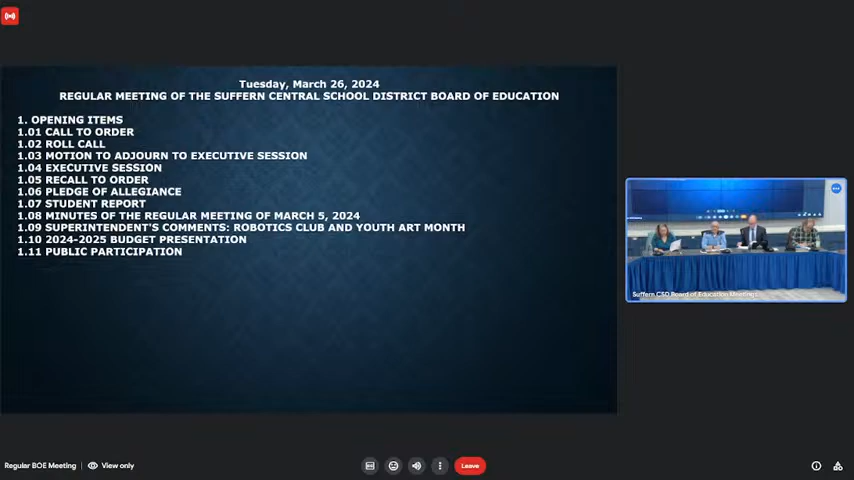 Tuesday, March 26, 2024
REGULAR MEETING OF THE SUFFERN CENTRAL SCHOOL DISTRICT BOARD OF EDUCATION
1. OPENING ITEMS
1.01 CALL TO ORDER
1.02 ROLL CALL
1.03 MOTION TO ADJOURN TO EXECUTIVE SESSION
1.04 EXECUTIVE SESSION
1.05 RECALL TO ORDER
1.06 PLEDGE OF ALLEGIANCE
1.07 STUDENT REPORT
1.08 MINUTES OF THE REGULAR MEETING OF MARCH 5, 2024
1.09 SUPERINTENDENT'S COMMENTS: ROBOTICS CLUB AND YOUTH ART MONTH
1.10 2024-2025 BUDGET PRESENTATION
1.11 PUBLIC PARTICIPATION
Suffern CSD Board of Education Meetings
Regular BOE Meeting | View only
Leave